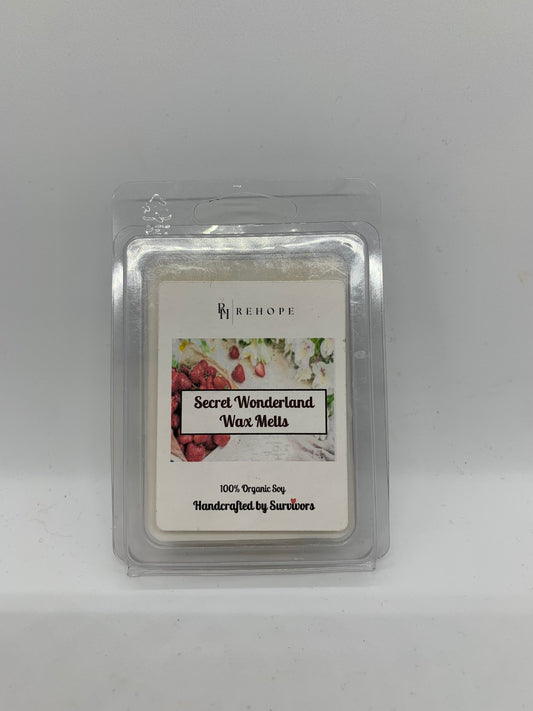 RH | REHOPE
Secret Wonderland
Wax Melts
100% Organic Soy
Handcrafted by Survivors